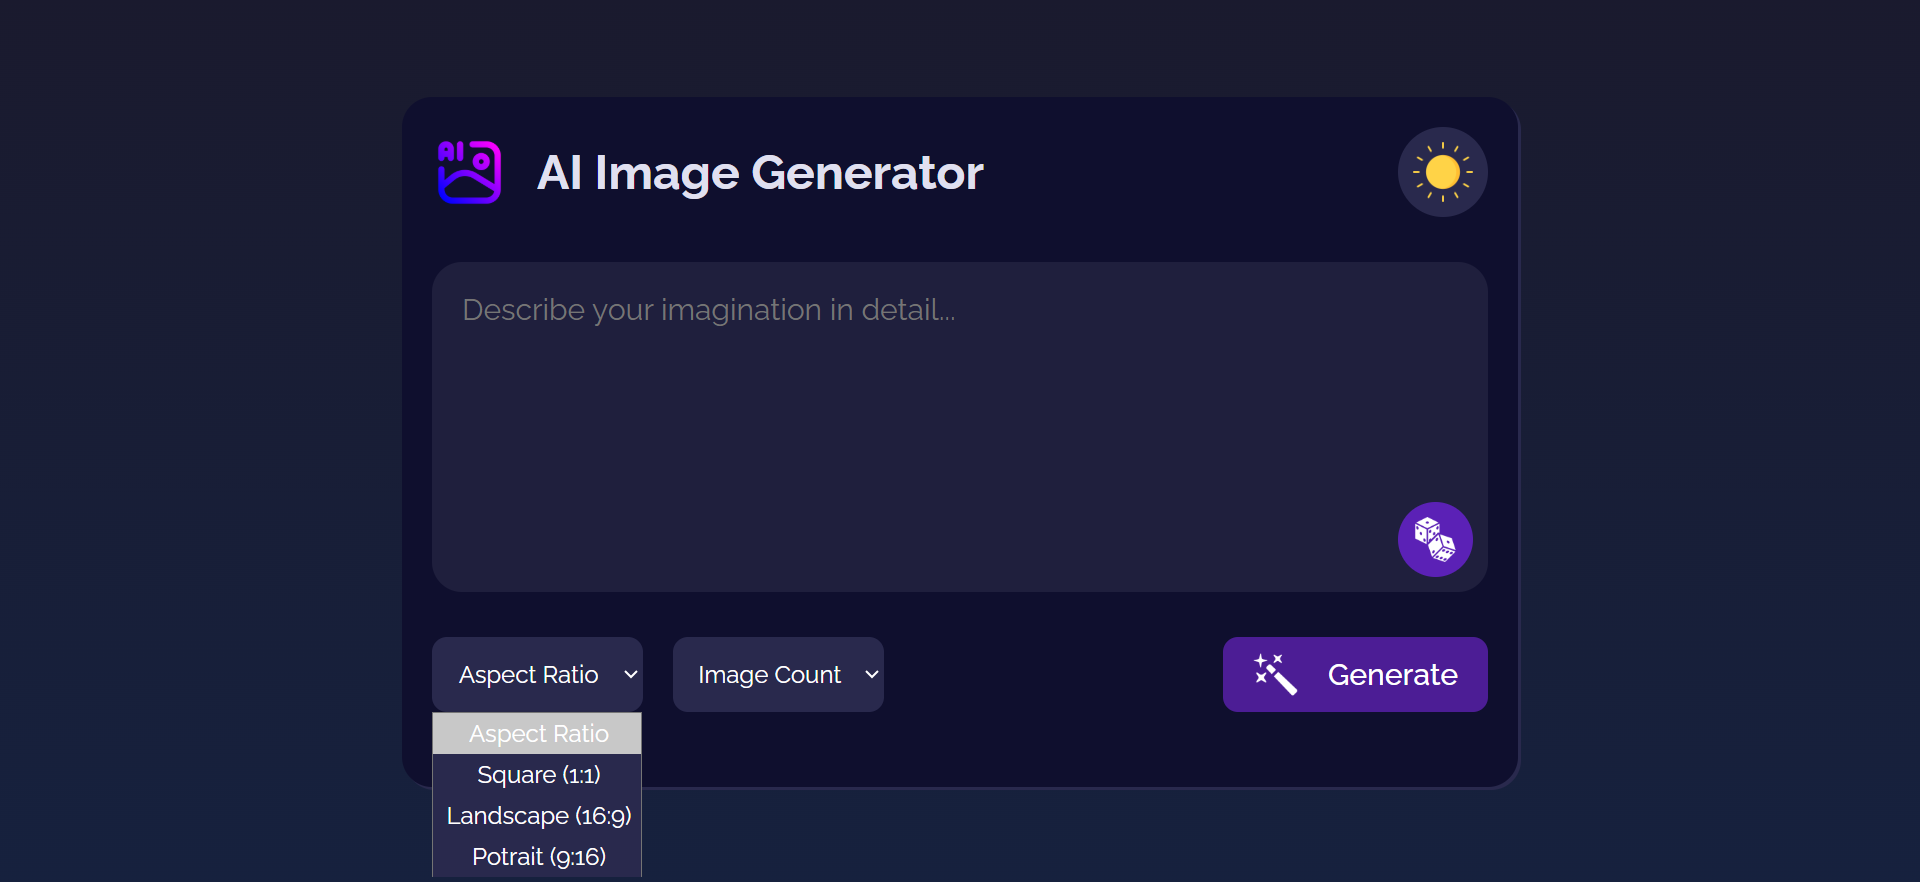 AI
AI Image Generator
Describe your imagination in detail...
Aspect Ratio
Image Count
Generate
Aspect Ratio
Square (1:1)
Landscape (16:9)
Potrait (9:16)